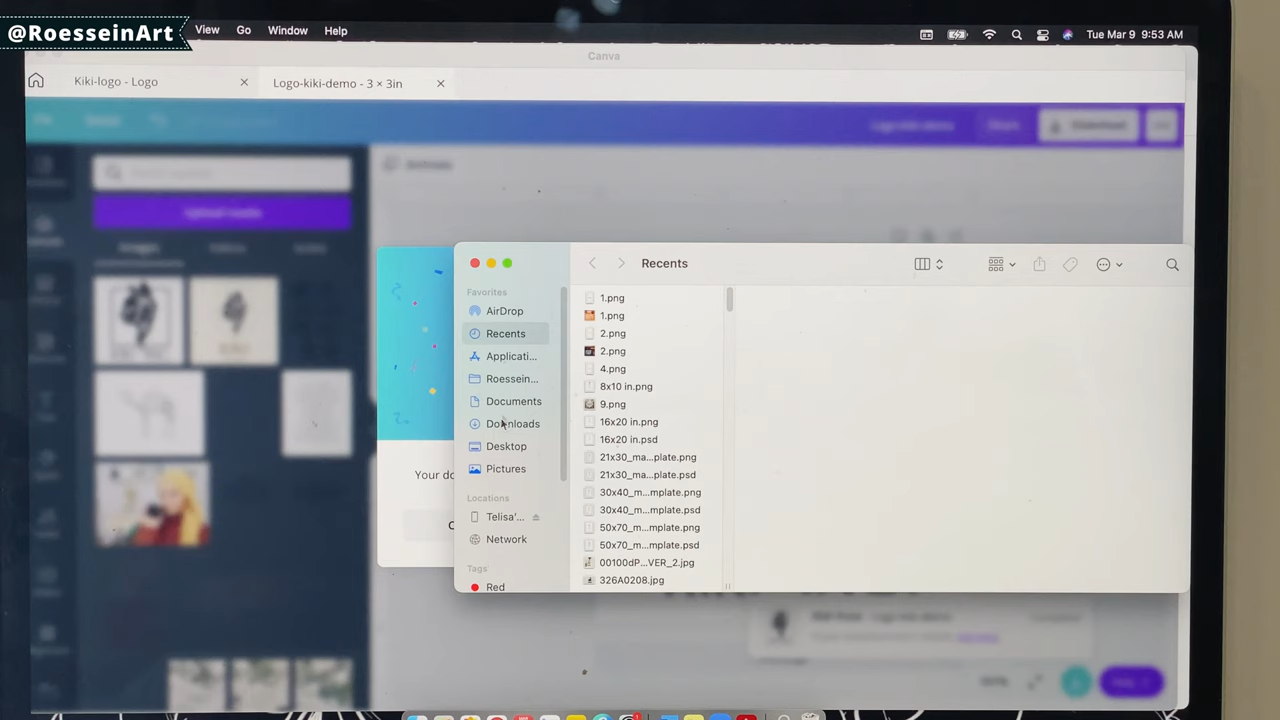 @RoesseinArt
View Go Window Help
Tue Mar 9 9:53 AM
Canva
Kiki-logo - Logo
Logo-kiki-demo - 3 × 3in
Your do
Recents
Favorites
AirDrop
Recents
Applicati...
Roessein...
Documents
Downloads
Desktop
Pictures
Locations
Telisa'...
Network
Tags
Red
1.png
1.png
2.png
2.png
4.png
8x10 in.png
9.png
16x20 in.png
16x20 in.psd
21x30_ma...plate.png
21x30_ma...plate.psd
30x40_m...mplate.png
30x40_m...mplate.psd
50x70_m...mplate.png
50x70_m...mplate.psd
00100dP...VER_2.jpg
326A0208.jpg